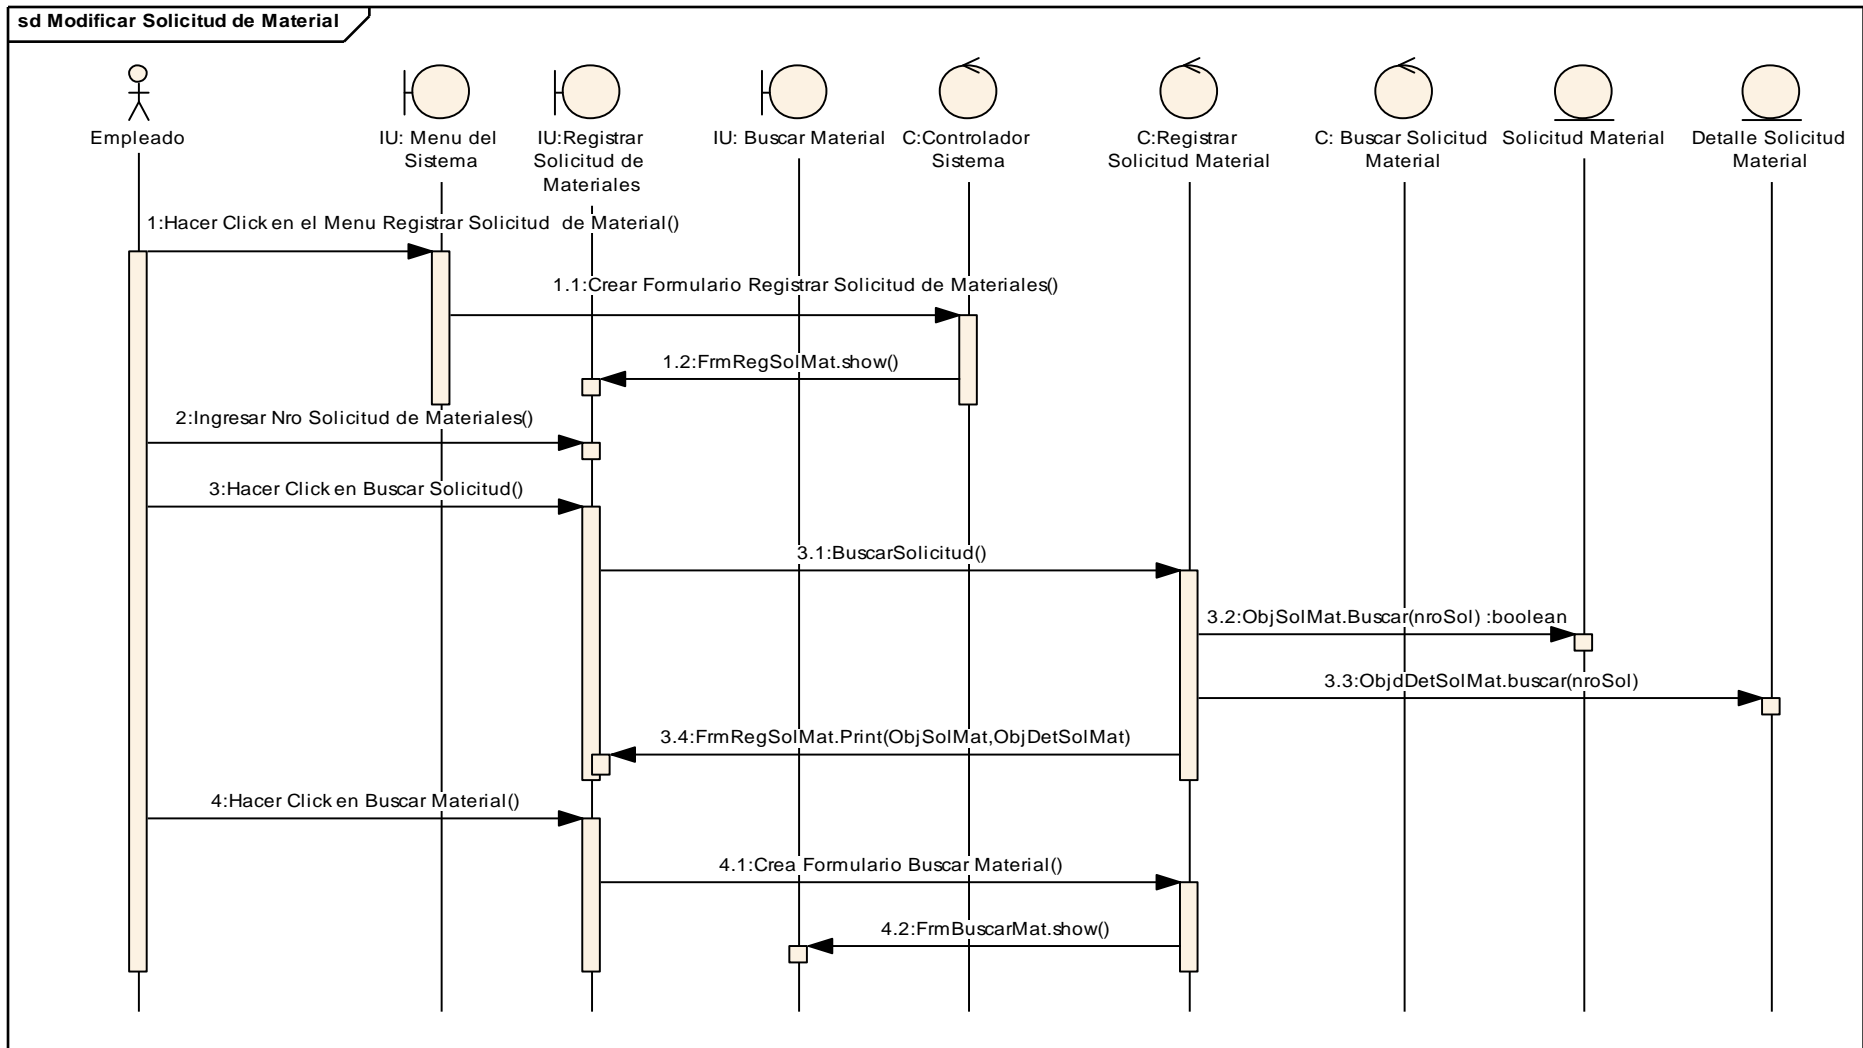 sd Modificar Solicitud de Material
Empleado
IU: Menu del
Sistema
IU:Registrar
Solicitud de
Materiales
IU: Buscar Material
C:Controlador
Sistema
C:Registrar
Solicitud Material
C: Buscar Solicitud
Material
Solicitud Material
Detalle Solicitud
Material
1:Hacer Click en el Menu Registrar Solicitud de Material()
1.1:Crear Formulario Registrar Solicitud de Materiales()
1.2:FrmRegSolMat.show()
2:Ingresar Nro Solicitud de Materiales()
3:Hacer Click en Buscar Solicitud()
3.1:BuscarSolicitud()
3.2:ObjSolMat.Buscar(nroSol) :boolean
3.3:ObjdDetSolMat.buscar(nroSol)
3.4:FrmRegSolMat.Print(ObjSolMat,ObjDetSolMat)
4:Hacer Click en Buscar Material()
4.1:Crea Formulario Buscar Material()
4.2:FrmBuscarMat.show()